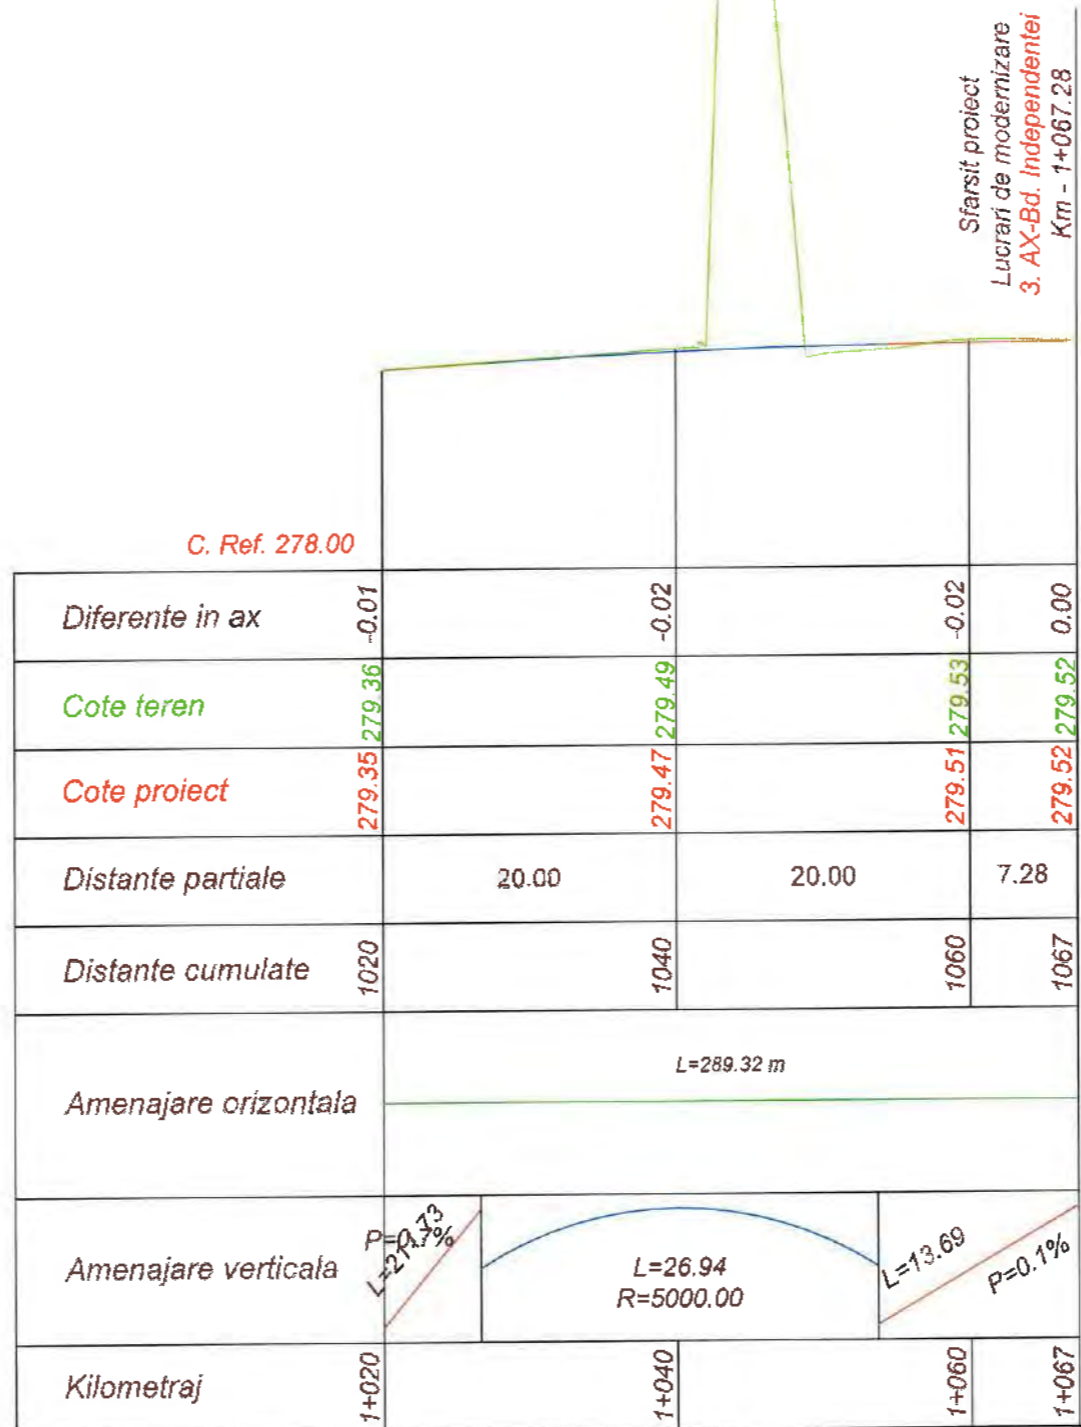 Sfarsit proiect
Lucrari de modernizare
3. AX-Bd. Independentei
Km - 1+067.28
C. Ref. 278.00
Diferente in ax -0.01 -0.02 -0.02 0.00
Cote teren 279.36 279.49 279.53 279.52
Cote proiect 279.35 279.47 279.51 279.52
Distante partiale 20.00 20.00 7.28
Distante cumulate 1020 1040 1060 1067
L=289.32 m
Amenajare orizontala
Amenajare verticala
L=26.94
R=5000.00
L=13.69
P=0.1%
Kilometraj 1+020 1+040 1+060 1+067